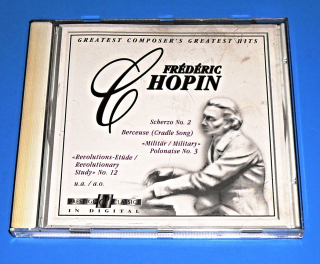 GREATEST COMPOSER'S GREATEST HITS
FRÉDÉRIC
CHOPIN
Scherzo No. 2
Bercense (Cradle Song)
«Militär / Military»
Polonaise No. 3
«Revolutions-Etüde /
Revolutionary
Study» No. 12
u.a. / a.o.
IN DIGITAL